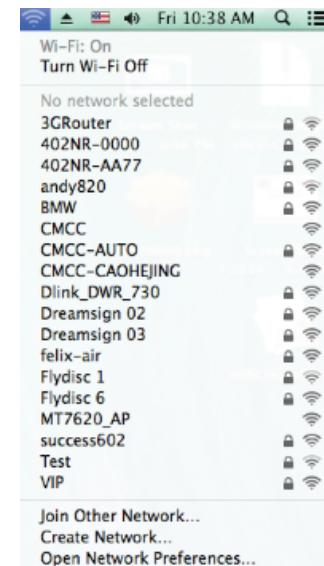 Fri 10:38 AM
Wi-Fi: On
Turn Wi-Fi Off
No network selected
3GRouter
402NR-0000
402NR-AA77
andy820
BMW
CMCC
CMCC-AUTO
CMCC-CAOHEJING
Dlink_DWR_730
Dreamsign 02
Dreamsign 03
felix-air
Flydisc 1
Flydisc 6
MT7620_AP
success602
Test
VIP
Join Other Network...
Create Network...
Open Network Preferences...